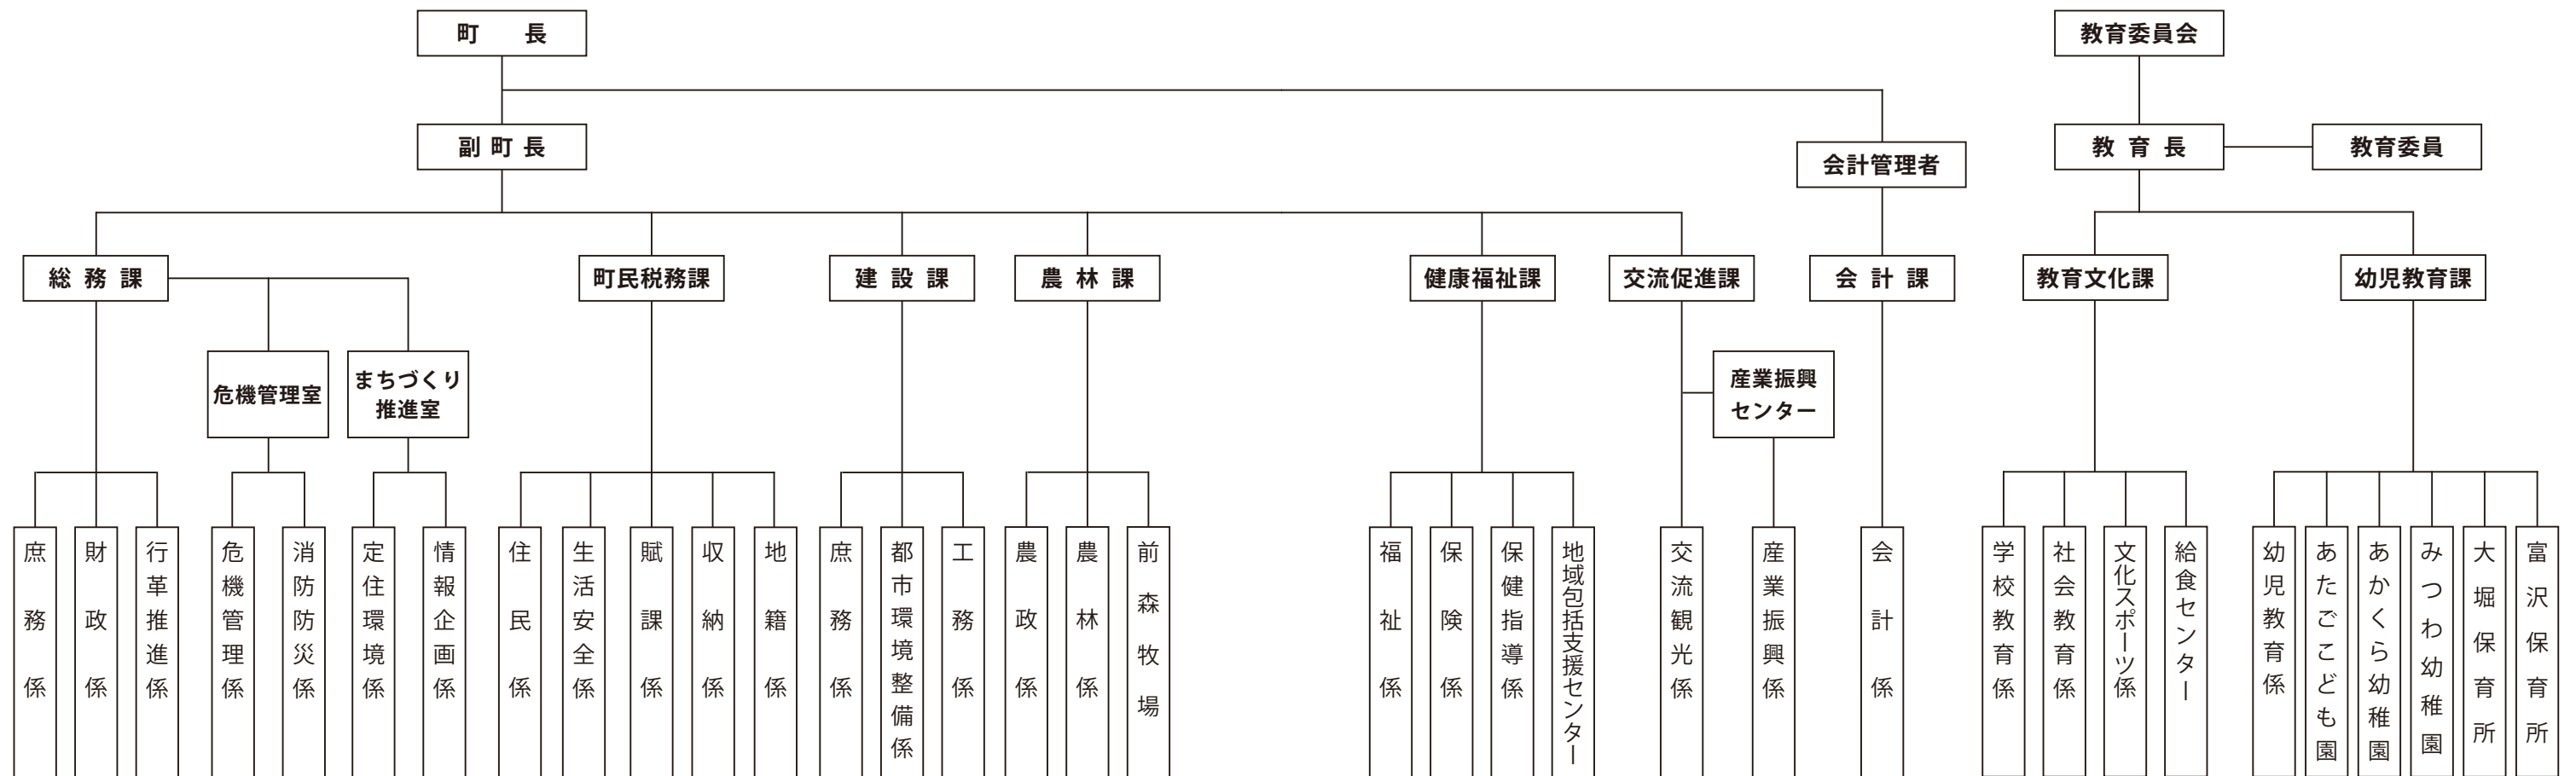 町長
教育委員会
副町長
会計管理者
教育長
教育委員
総務課
町民税務課
建設課
農林課
健康福祉課
交流促進課
会計課
教育文化課
幼児教育課
危機管理室
まちづくり
推進室
産業振興
センター
庶務係
財政係
行革推進係
危機管理係
消防防災係
定住環境係
情報企画係
住民係
生活安全係
賦課係
収納係
地籍係
庶務係
都市環境整備係
工務係
農政係
農林係
前森牧場
福祉係
保険係
保健指導係
地域包括支援センター
交流観光係
産業振興係
会計係
学校教育係
社会教育係
文化スポーツ係
給食センター
幼児教育係
あたごこども園
あかくら幼稚園
みつわ幼稚園
大堀保育所
富沢保育所